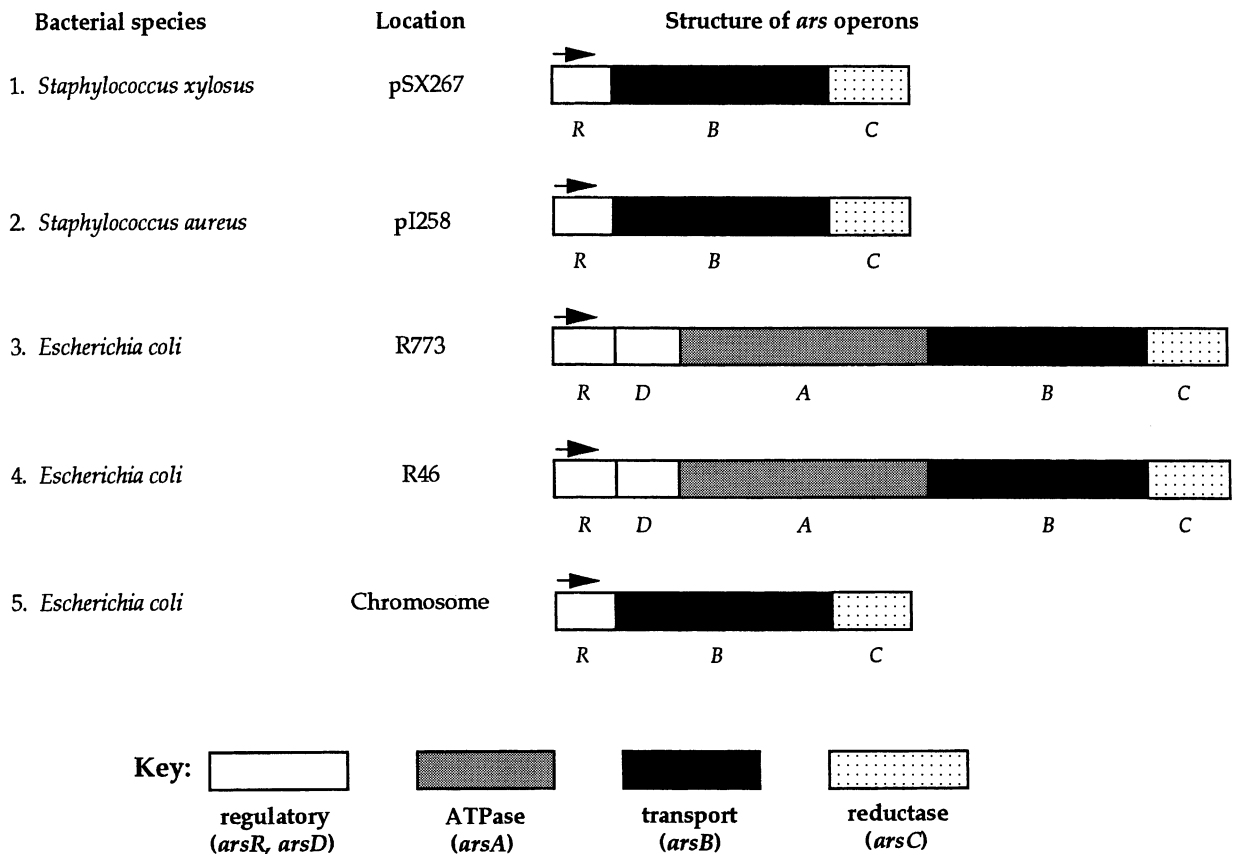 Bacterial species Location Structure of ars operons
1. Staphylococcus xylosus pSX267
R B C
2. Staphylococcus aureus pI258
R B C
3. Escherichia coli R773
R D A B C
4. Escherichia coli R46
R D A B C
5. Escherichia coli Chromosome
R B C
Key:
regulatory ATPase transport reductase
(arsR, arsD) (arsA) (arsB) (arsC)